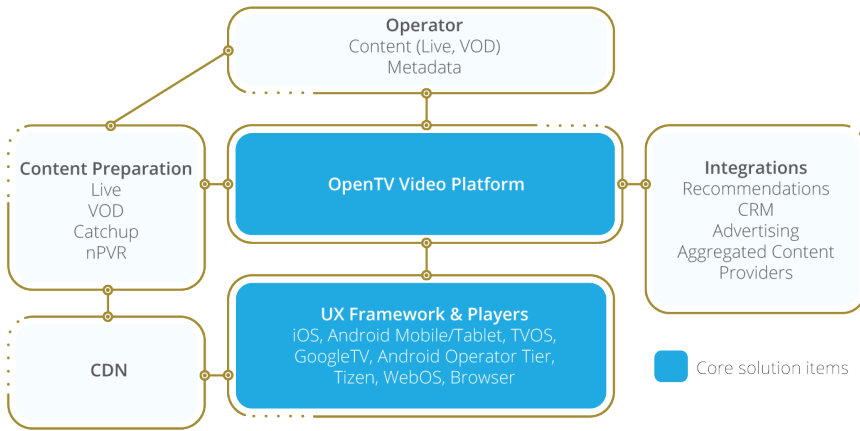 Operator
Content (Live, VOD)
Metadata
Content Preparation
Live
VOD
Catchup
nPVR
OpenTV Video Platform
Integrations
Recommendations
CRM
Advertising
Aggregated Content
Providers
UX Framework & Players
iOS, Android Mobile/Tablet, TVOS,
GoogleTV, Android Operator Tier,
Tizen, WebOS, Browser
CDN
Core solution items